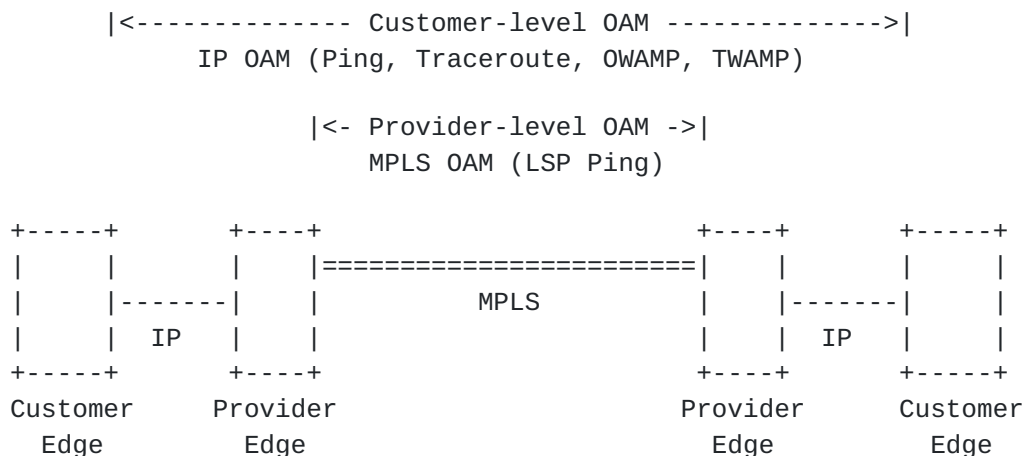 |<-------------- Customer-level OAM -------------->|
IP OAM (Ping, Traceroute, OWAMP, TWAMP)
|<- Provider-level OAM ->|
MPLS OAM (LSP Ping)
MPLS
IP IP
Customer Provider Provider Customer
Edge Edge Edge Edge